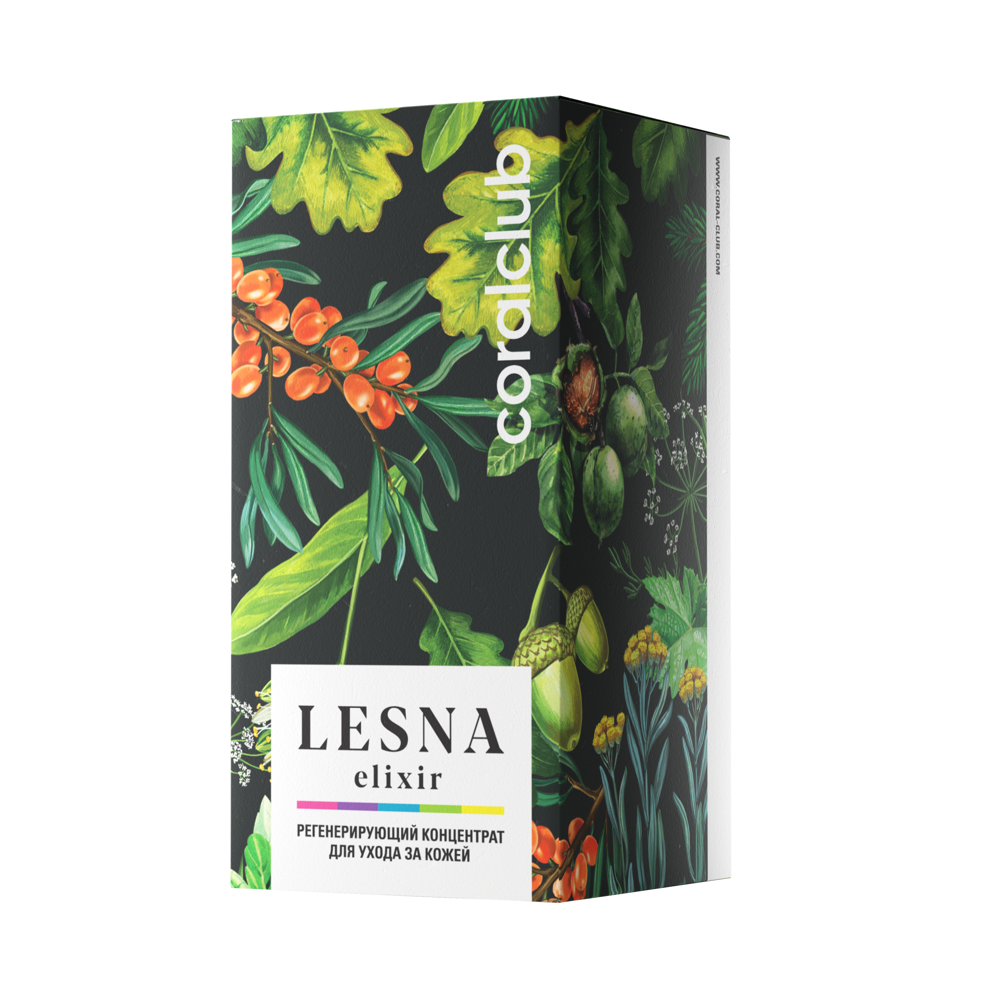 coralclub
WWW.CORAL-CLUB.COM
LESNA
elixir
РЕГЕНЕРИРУЮЩИЙ КОНЦЕНТРАТ
ДЛЯ УХОДА ЗА КОЖЕЙ